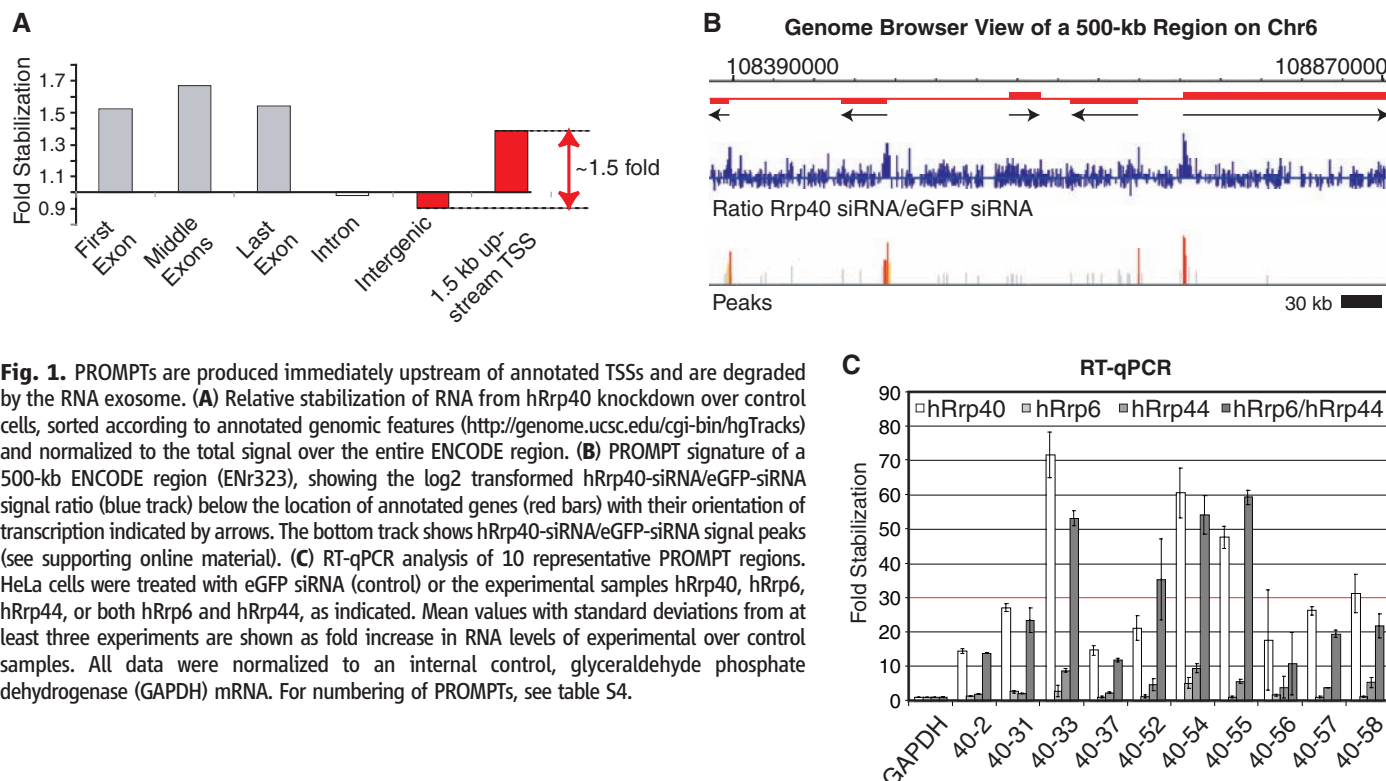 A
Fold Stabilization
1.7
1.5
1.3
1.1
0.9
First Exon
Middle Exons
Last Exon
Intron
Intergenic
1.5 kb up-
stream TSS
~1.5 fold
B
Genome Browser View of a 500-kb Region on Chr6
108390000
108870000
Ratio Rrp40 siRNA/eGFP siRNA
Peaks
30 kb
Fig. 1. PROMPTs are produced immediately upstream of annotated TSSs and are degraded
by the RNA exosome. (A) Relative stabilization of RNA from hRrp40 knockdown over control
cells, sorted according to annotated genomic features (http://genome.ucsc.edu/cgi-bin/hgTracks)
and normalized to the total signal over the entire ENCODE region. (B) PROMPT signature of a
500-kb ENCODE region (ENr323), showing the log2 transformed hRrp40-siRNA/eGFP-siRNA
signal ratio (blue track) below the location of annotated genes (red bars) with their orientation of
transcription indicated by arrows. The bottom track shows hRrp40-siRNA/eGFP-siRNA signal peaks
(see supporting online material). (C) RT-qPCR analysis of 10 representative PROMPT regions.
HeLa cells were treated with eGFP siRNA (control) or the experimental samples hRrp40, hRrp6,
hRrp44, or both hRrp6 and hRrp44, as indicated. Mean values with standard deviations from at
least three experiments are shown as fold increase in RNA levels of experimental over control
samples. All data were normalized to an internal control, glyceraldehyde phosphate
dehydrogenase (GAPDH) mRNA. For numbering of PROMPTs, see table S4.
C
RT-qPCR
hRrp40 hRrp6 hRrp44 hRrp6/hRrp44
Fold Stabilization
90
80
70
60
50
40
30
20
10
0
GAPDH
40-2
40-31
40-33
40-37
40-52
40-54
40-55
40-56
40-57
40-58